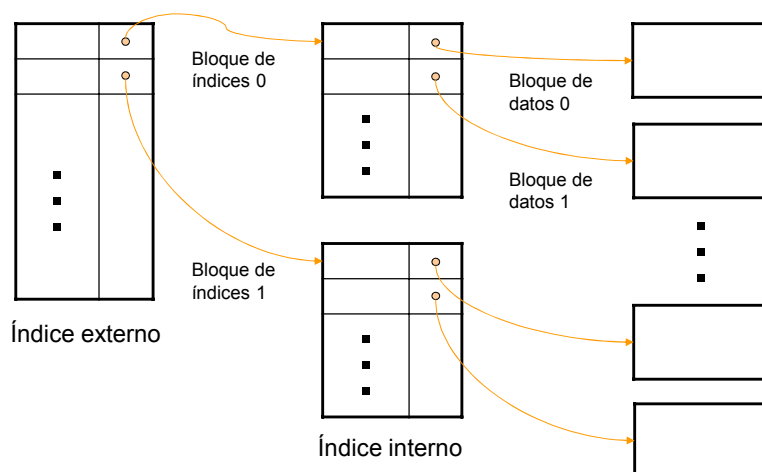 Bloque de
índices 0
Bloque de
datos 0
Bloque de
datos 1
Bloque de
índices 1
Índice externo
Índice interno